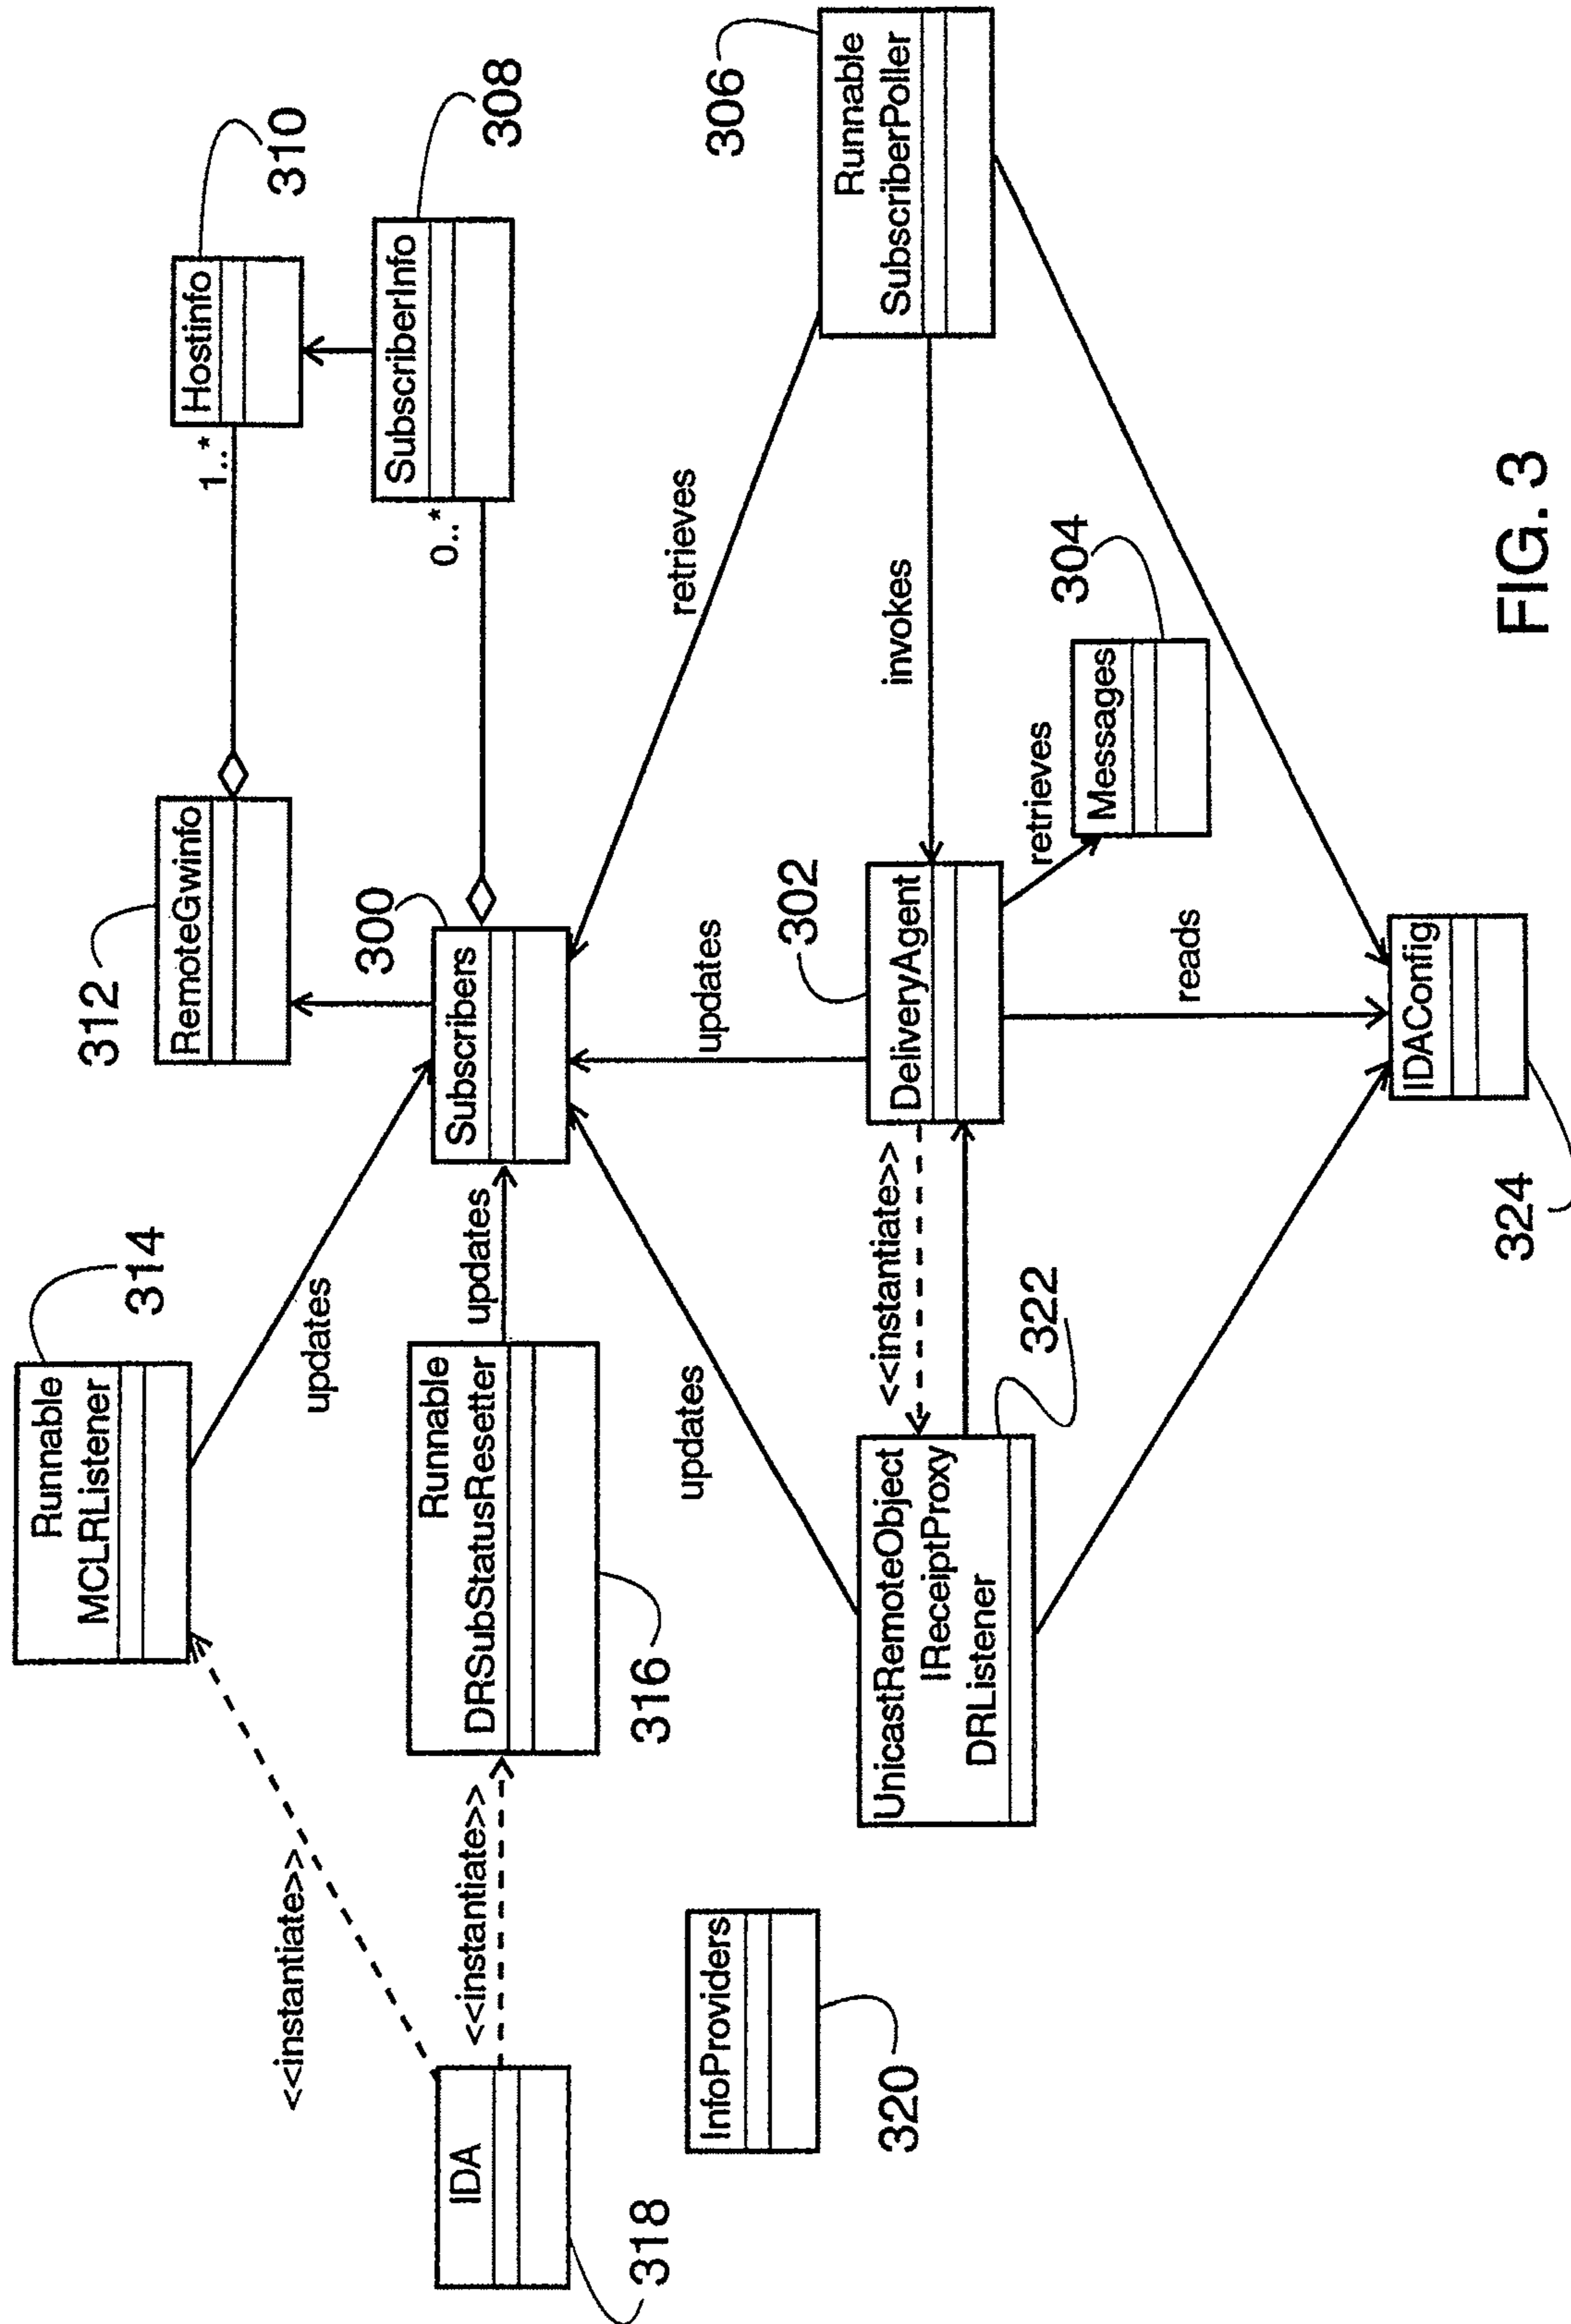 Runnable
MCLRListener
314
<<instantiate>>
updates
312
RemoteGwinfo
1..*
Hostinfo
310
IDA
318
<<instantiate>>
Runnable
DRSubStatusResetter
316
updates
300
Subscribers
0..*
SubscriberInfo
308
InfoProviders
320
updates
updates
retrieves
UnicastRemoteObject
IReceiptProxy
DRListener
322
<<instantiate>>
302
DeliveryAgent
invokes
306
Runnable
SubscriberPoller
retrieves
Messages
304
reads
IDAConfig
324
FIG. 3